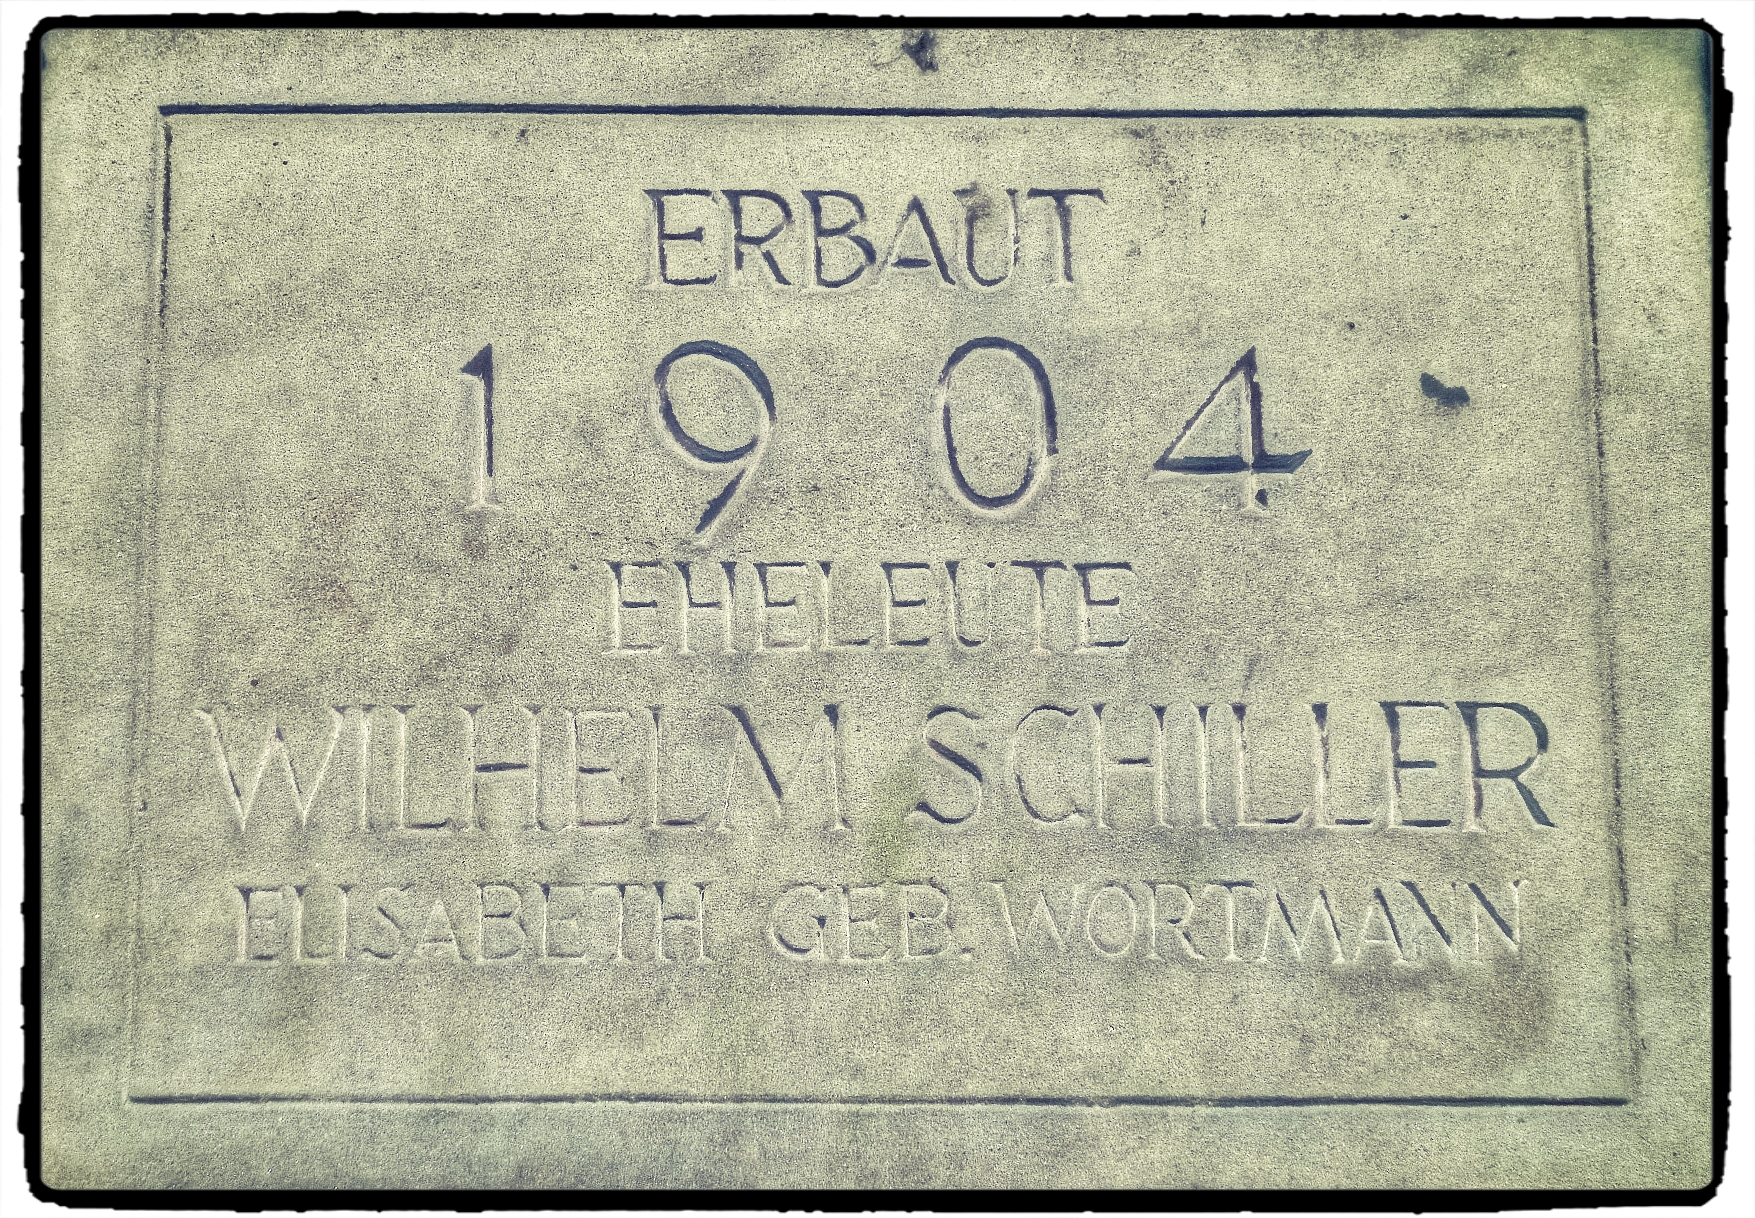 ERBAUT
1904
EHELEUTE
WILHELM SCHILLER
ELISABETH GEB. WORTMANN